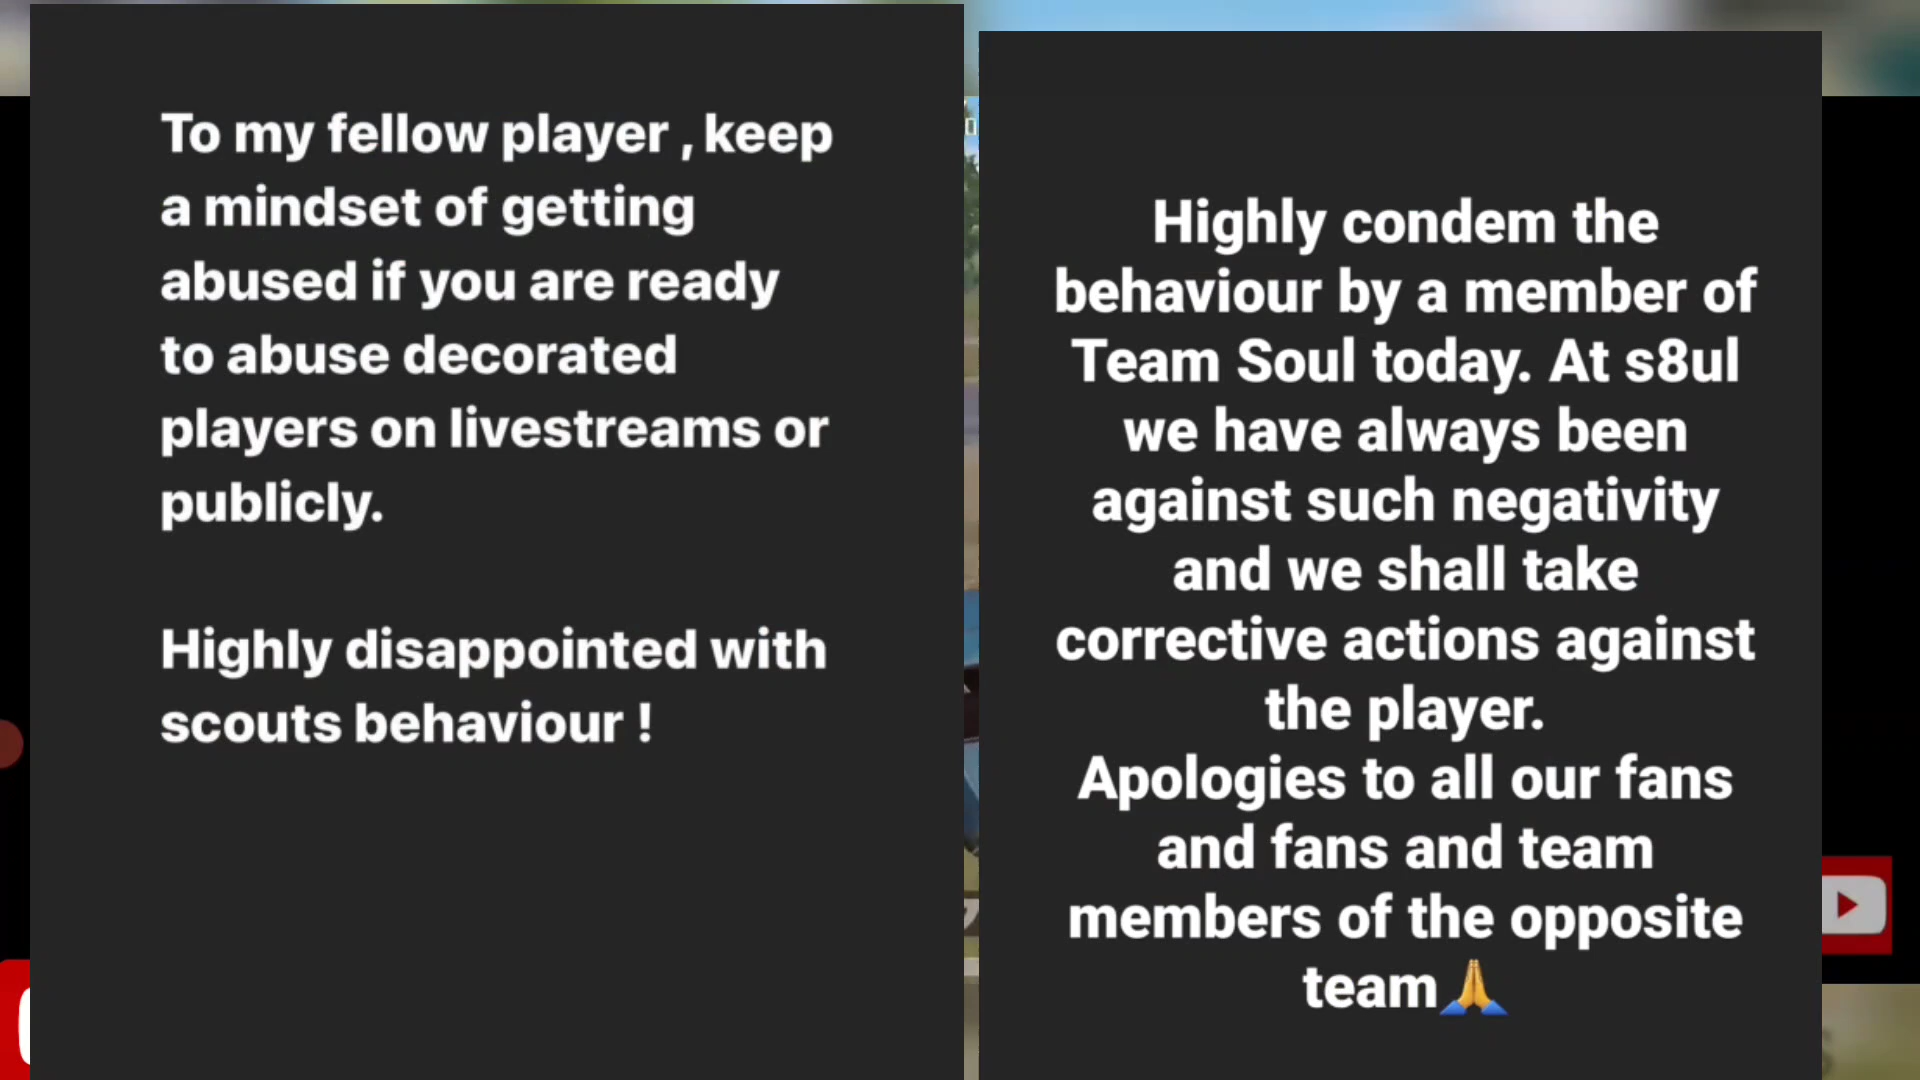 To my fellow player , keep
a mindset of getting
abused if you are ready
to abuse decorated
players on livestreams or
publicly.
Highly disappointed with
scouts behaviour !
Highly condem the
behaviour by a member of
Team Soul today. At s8ul
we have always been
against such negativity
and we shall take
corrective actions against
the player.
Apologies to all our fans
and fans and team
members of the opposite
team🙏